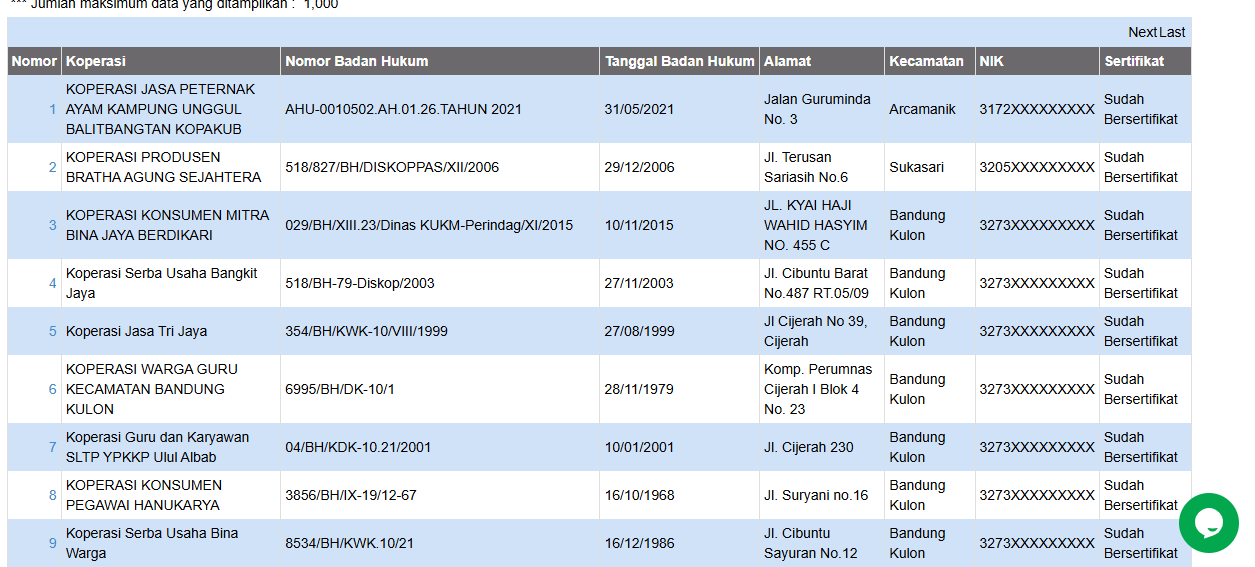 *** Jumlah maksimum data yang ditampilkan : 1,000
Next Last
Nomor Koperasi Nomor Badan Hukum Tanggal Badan Hukum Alamat Kecamatan NIK Sertifikat
1 KOPERASI JASA PETERNAK AYAM KAMPUNG UNGGUL BALITBANGTAN KOPAKUB AHU-0010502.AH.01.26.TAHUN 2021 31/05/2021 Jalan Guruminda No. 3 Arcamanik 3172XXXXXXXXX Sudah Bersertifikat
2 KOPERASI PRODUSEN BRATHA AGUNG SEJAHTERA 518/827/BH/DISKOPPAS/XII/2006 29/12/2006 Jl. Terusan Sariasih No.6 Sukasari 3205XXXXXXXXX Sudah Bersertifikat
3 KOPERASI KONSUMEN MITRA BINA JAYA BERDIKARI 029/BH/XIII.23/Dinas KUKM-Perindag/XI/2015 10/11/2015 JL. KYAI HAJI WAHID HASYIM NO. 455 C Bandung Kulon 3273XXXXXXXXX Sudah Bersertifikat
4 Koperasi Serba Usaha Bangkit Jaya 518/BH-79-Diskop/2003 27/11/2003 Jl. Cibuntu Barat No.487 RT.05/09 Bandung Kulon 3273XXXXXXXXX Sudah Bersertifikat
5 Koperasi Jasa Tri Jaya 354/BH/KWK-10/VIII/1999 27/08/1999 Jl Cijerah No 39, Cijerah Bandung Kulon 3273XXXXXXXXX Sudah Bersertifikat
6 KOPERASI WARGA GURU KECAMATAN BANDUNG KULON 6995/BH/DK-10/1 28/11/1979 Komp. Perumnas Cijerah I Blok 4 No. 23 Bandung Kulon 3273XXXXXXXXX Sudah Bersertifikat
7 Koperasi Guru dan Karyawan SLTP YPKKP Ulul Albab 04/BH/KDK-10.21/2001 10/01/2001 Jl. Cijerah 230 Bandung Kulon 3273XXXXXXXXX Sudah Bersertifikat
8 KOPERASI KONSUMEN PEGAWAI HANUKARYA 3856/BH/IX-19/12-67 16/10/1968 Jl. Suryani no.16 Bandung Kulon 3273XXXXXXXXX Sudah Bersertifikat
9 Koperasi Serba Usaha Bina Warga 8534/BH/KWK.10/21 16/12/1986 Jl. Cibuntu Sayuran No.12 Bandung Kulon 3273XXXXXXXXX Sudah Bersertifikat